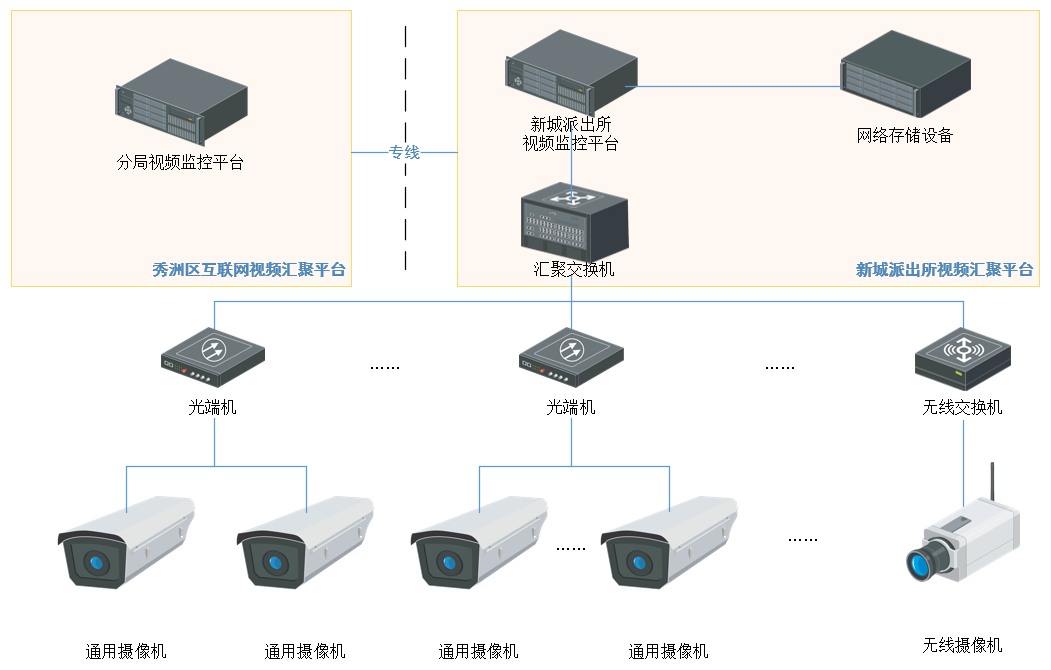 分局视频监控平台
秀洲区互联网视频汇聚平台
专线
新城派出所
视频监控平台
网络存储设备
汇聚交换机
新城派出所视频汇聚平台
光端机
……
光端机
……
无线交换机
……
……
通用摄像机
通用摄像机
通用摄像机
通用摄像机
无线摄像机